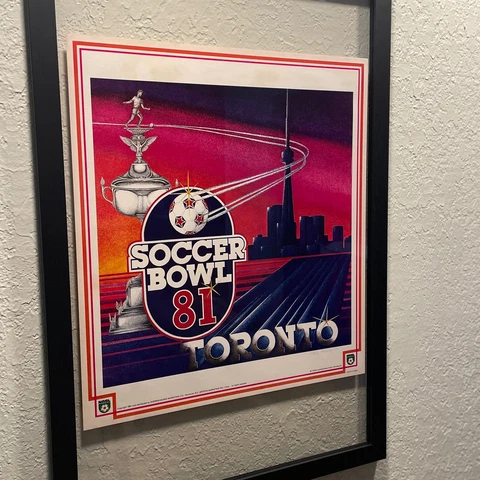 SOCCER
BOWL
81
TORONTO